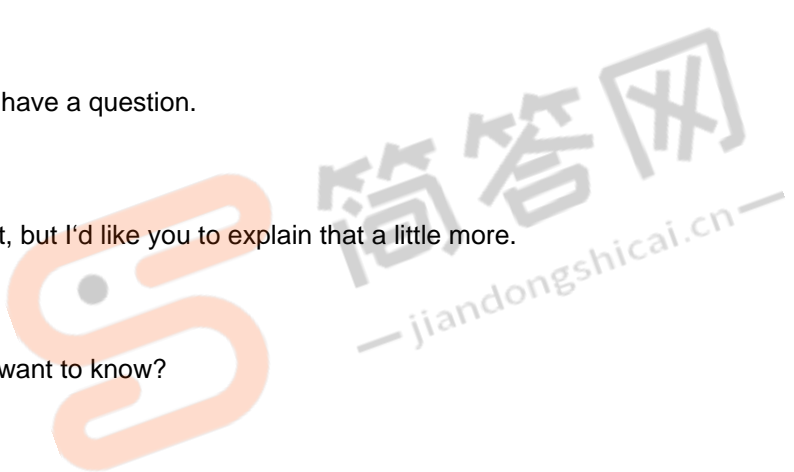 have a question.
简答网
t, but I‘d like you to explain that a little more.
jiandongshicai.cn
want to know?